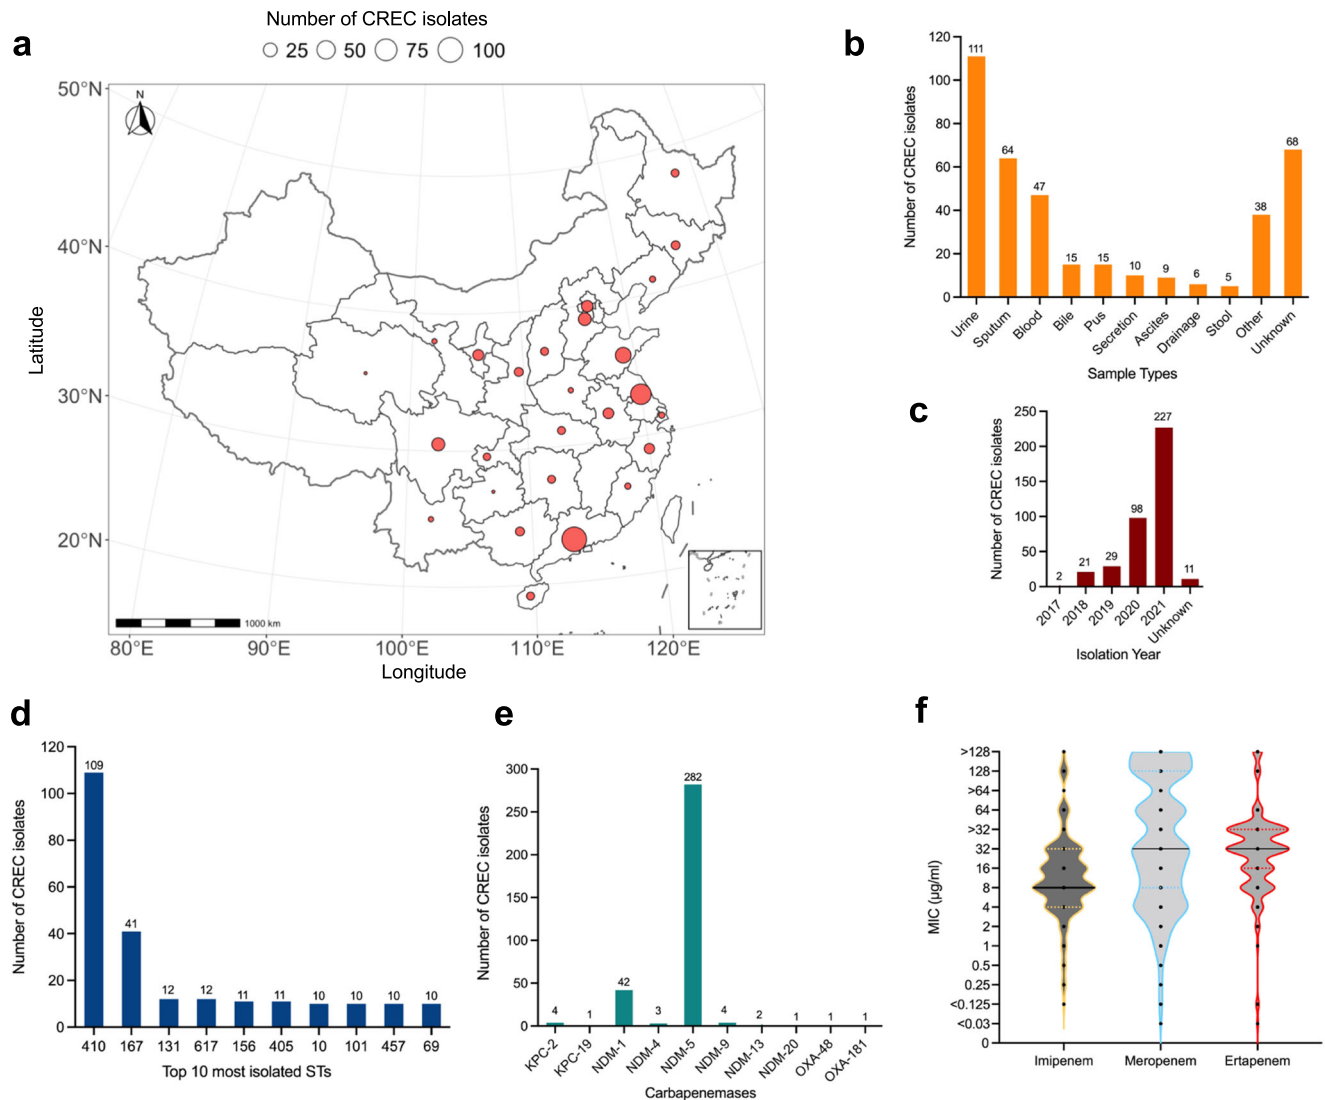 a
Number of CREC isolates
25 50 75 100
50°N
40°N
30°N
20°N
Latitude
N
1000 km
80°E 90°E 100°E 110°E 120°E
Longitude
b
Number of CREC isolates
120
100
80
60
40
20
0
111 64 47 15 15 10 9 6 5 38 68
Urine Sputum Blood Bile Pus Secretion Ascites Drainage Stool Other Unknown
Sample Types
c
Number of CREC isolates
250
200
150
100
50
0
2 21 29 98 227 11
2017 2018 2019 2020 2021 Unknown
Isolation Year
d
Number of CREC isolates
120
100
80
60
40
20
0
109 41 12 12 11 11 10 10 10 10
410 167 131 617 156 405 10 101 457 69
Top 10 most isolated STs
e
Number of CREC isolates
300
250
200
150
100
50
0
4 1 42 3 282 4 2 1 1 1
KPC-2 KPC-19 NDM-1 NDM-4 NDM-5 NDM-9 NDM-13 NDM-20 OXA-48 OXA-181
Carbapenemases
f
MIC (μg/ml)
>128
128
>64
64
>32
32
16
8
4
2
1
0.5
0.25
<0.125
<0.03
0
Imipenem Meropenem Ertapenem